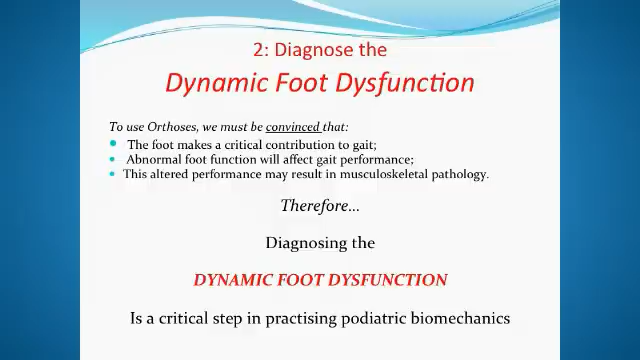 2: Diagnose the
Dynamic Foot Dysfunction
To use Orthoses, we must be convinced that:
• The foot makes a critical contribution to gait;
• Abnormal foot function will affect gait performance;
• This altered performance may result in musculoskeletal pathology.
Therefore...
Diagnosing the
DYNAMIC FOOT DYSFUNCTION
Is a critical step in practising podiatric biomechanics